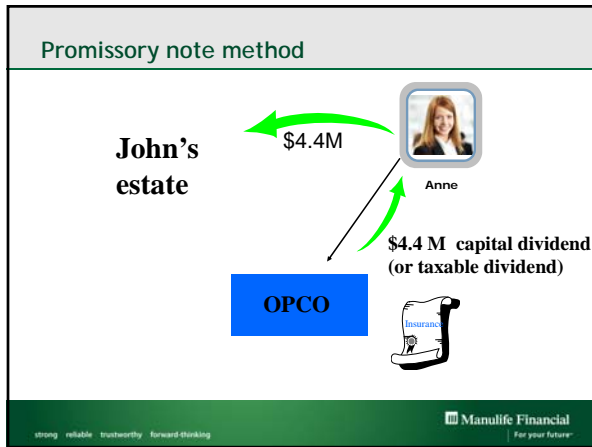 Promissory note method
$4.4M
John's
estate
Anne
$4.4 M capital dividend
(or taxable dividend)
OPCO
Insurance
strong reliable trustworthy forward-thinking
Manulife Financial
For your future™